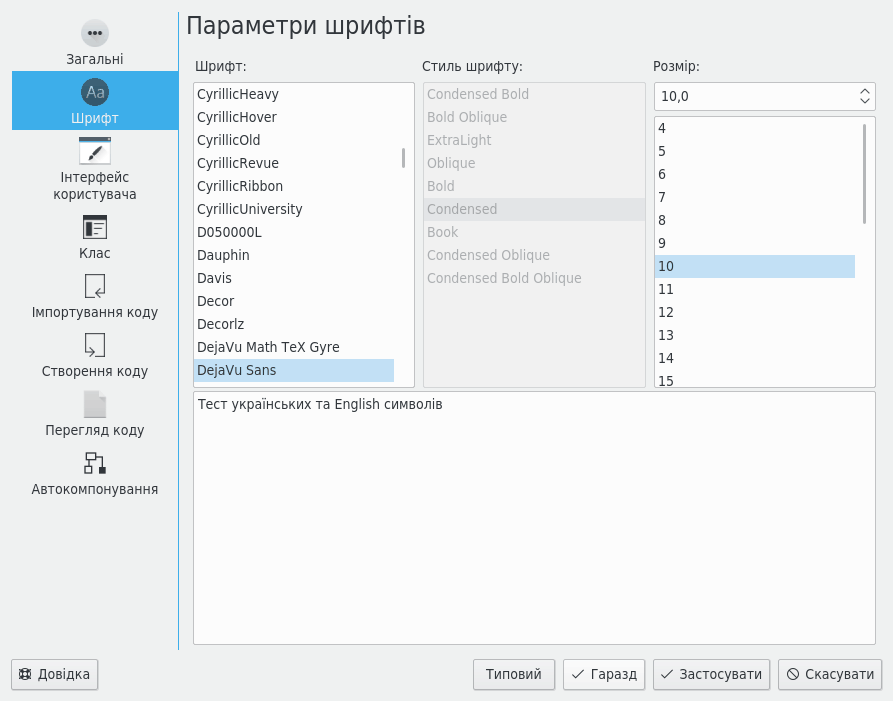 Загальні
Шрифт
Інтерфейс
користувача
Клас
Імпортування коду
Створення коду
Перегляд коду
Автокомпонування
Параметри шрифтів
Шрифт:
CyrillicHeavy
CyrillicHover
CyrillicOld
CyrillicRevue
CyrillicRibbon
CyrillicUniversity
D050000L
Dauphin
Davis
Decor
Decorlz
DejaVu Math TeX Gyre
DejaVu Sans
Стиль шрифту:
Condensed Bold
Bold Oblique
ExtraLight
Oblique
Bold
Condensed
Book
Condensed Oblique
Condensed Bold Oblique
Розмір:
10,0
4
5
6
7
8
9
10
11
12
13
14
15
Тест українських та English символів
Довідка
Типовий
Гаразд
Застосувати
Скасувати